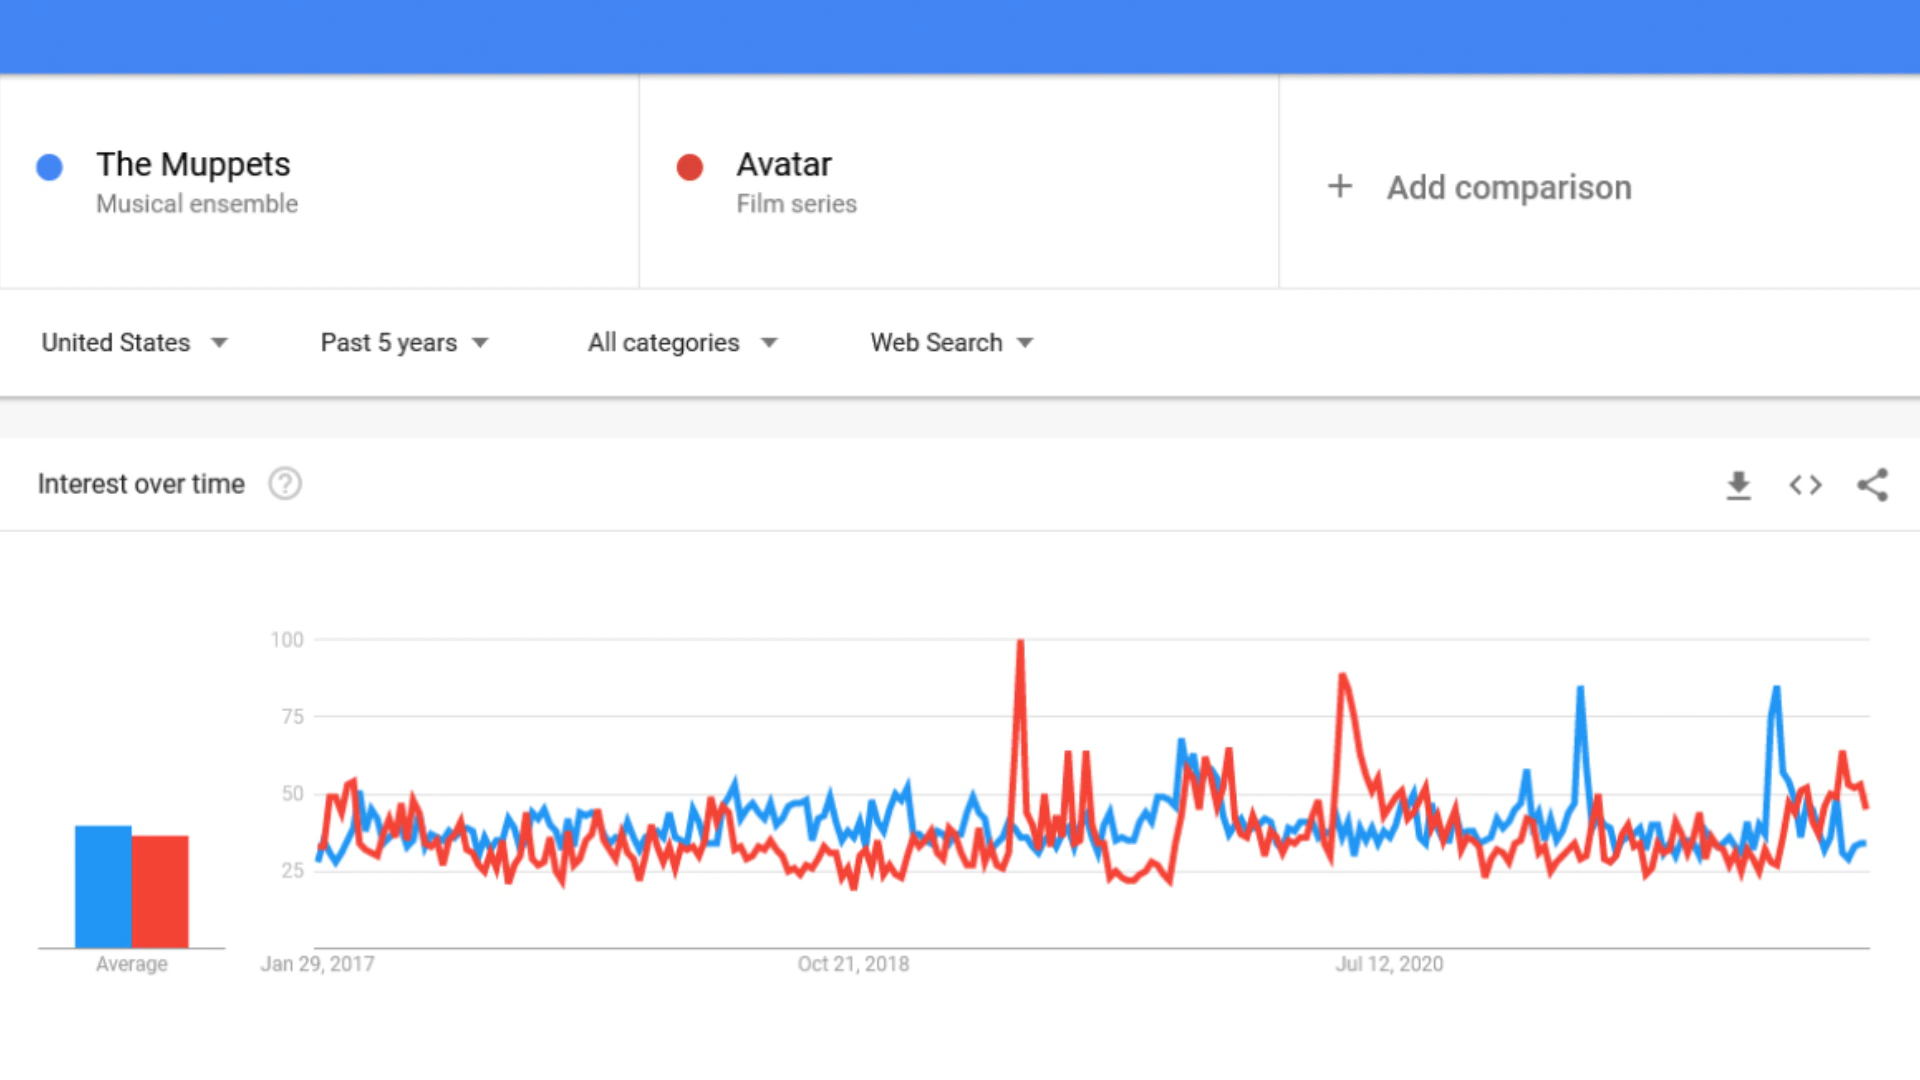 The Muppets
Musical ensemble
Avatar
Film series
+ Add comparison
United States
Past 5 years
All categories
Web Search
Interest over time ?
100
75
50
25
Average
Jan 29, 2017
Oct 21, 2018
Jul 12, 2020